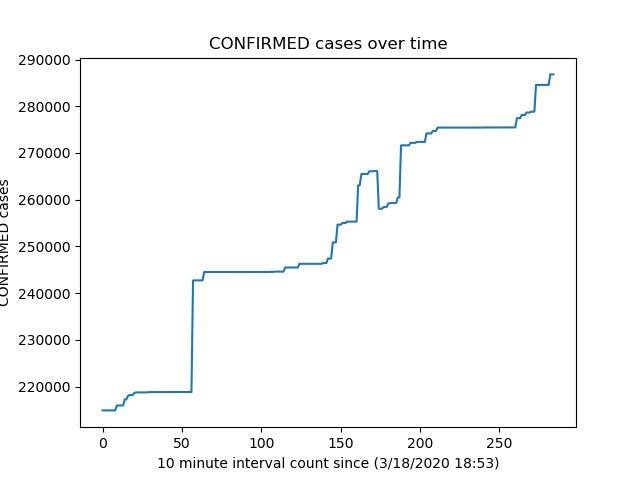 CONFIRMED cases over time
290000
280000
270000
260000
250000
240000
230000
220000
CONFIRMED cases
0 50 100 150 200 250
10 minute interval count since (3/18/2020 18:53)